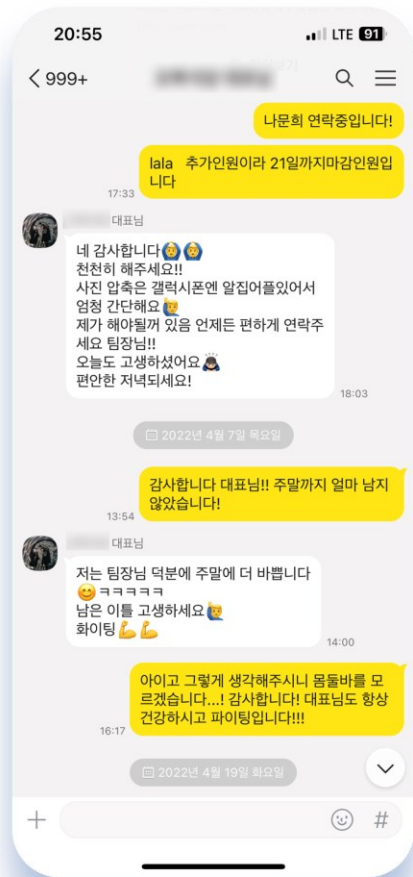 20:55
LTE 91
999+
나문희 연락중입니다!
lala 추가인원이라 21일까지마감인원입
니다
17:33
대표님
네 감사합니다🙆‍♂️🙆‍♂️
천천히 해주세요!!
사진 압축은 갤럭시폰엔 알집어플있어서
엄청 간단해요🙋‍♂️
제가 해야될꺼 있음 언제든 편하게 연락주
세요 팀장님!!
오늘도 고생하셨어요🙇‍♀️
편안한 저녁되세요!
18:03
2022년 4월 7일 목요일
감사합니다 대표님!! 주말까지 얼마 남지
않았습니다!
13:54
대표님
저는 팀장님 덕분에 주말에 더 바쁩니다
😊ㅋㅋㅋㅋㅋ
남은 이틀 고생하세요🙋‍♂️
화이팅💪💪
14:00
아이고 그렇게 생각해주시니 몸둘바를 모
르겠습니다...! 감사합니다! 대표님도 항상
건강하시고 파이팅입니다!!!
16:17
2022년 4월 19일 화요일
+
#